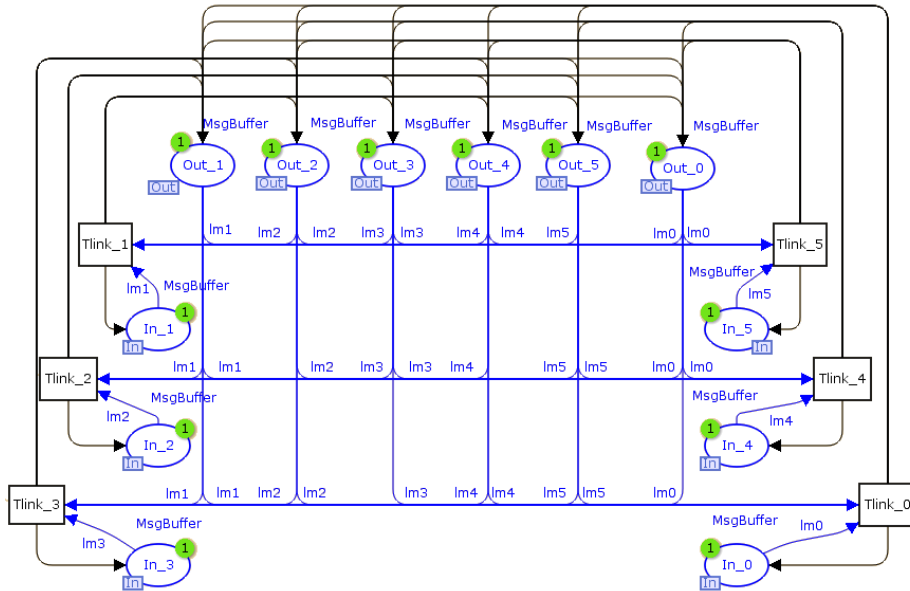 MsgBuffer MsgBuffer MsgBuffer MsgBuffer MsgBuffer MsgBuffer
1 1 1 1 1 1
Out_1 Out_2 Out_3 Out_4 Out_5 Out_0
Out Out Out Out Out Out
lm1 lm2 lm2 lm3 lm3 lm4 lm4 lm5 lm0 lm0
Tlink_1 Tlink_5
MsgBuffer MsgBuffer
lm1 lm5
1 1
In_1 In_5
In In
lm1 lm1 lm2 lm3 lm3 lm4 lm5 lm5 lm0 lm0
Tlink_2 Tlink_4
MsgBuffer MsgBuffer
lm2 lm4
1 1
In_2 In_4
In In
lm1 lm1 lm2 lm2 lm3 lm4 lm4 lm5 lm5 lm0
Tlink_3 Tlink_0
MsgBuffer MsgBuffer
lm3 lm0
1 1
In_3 In_0
In In